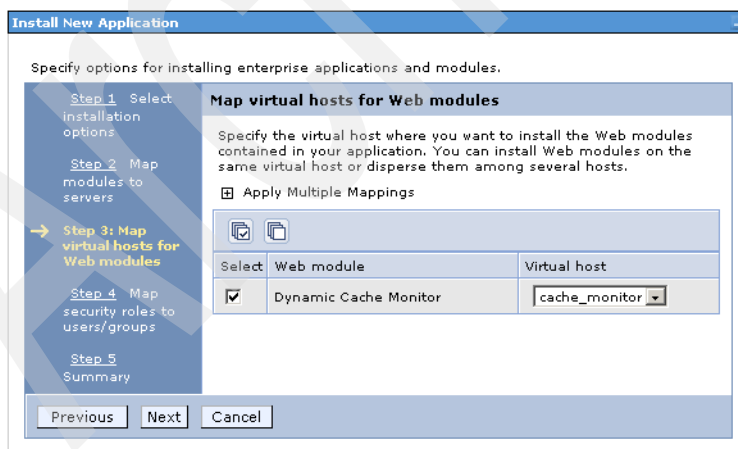 Install New Application
Specify options for installing enterprise applications and modules.
Step 1 Select
installation
options
Step 2 Map
modules to
servers
Step 3: Map
virtual hosts for
Web modules
Step 4 Map
security roles to
users/groups
Step 5
Summary
Map virtual hosts for Web modules
Specify the virtual host where you want to install the Web modules
contained in your application. You can install Web modules on the
same virtual host or disperse them among several hosts.
Apply Multiple Mappings
Select Web module Virtual host
Dynamic Cache Monitor cache_monitor
Previous Next Cancel